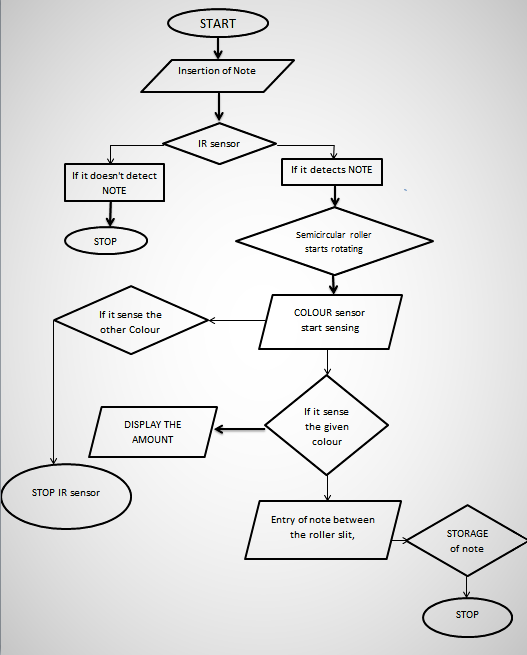 START
Insertion of Note
IR sensor
If it doesn't detect
NOTE
If it detects NOTE
STOP
Semicircular roller
starts rotating
If it sense the
other Colour
COLOUR sensor
start sensing
If it sense
the given
colour
DISPLAY THE
AMOUNT
STOP IR sensor
Entry of note between
the roller slit,
STORAGE
of note
STOP